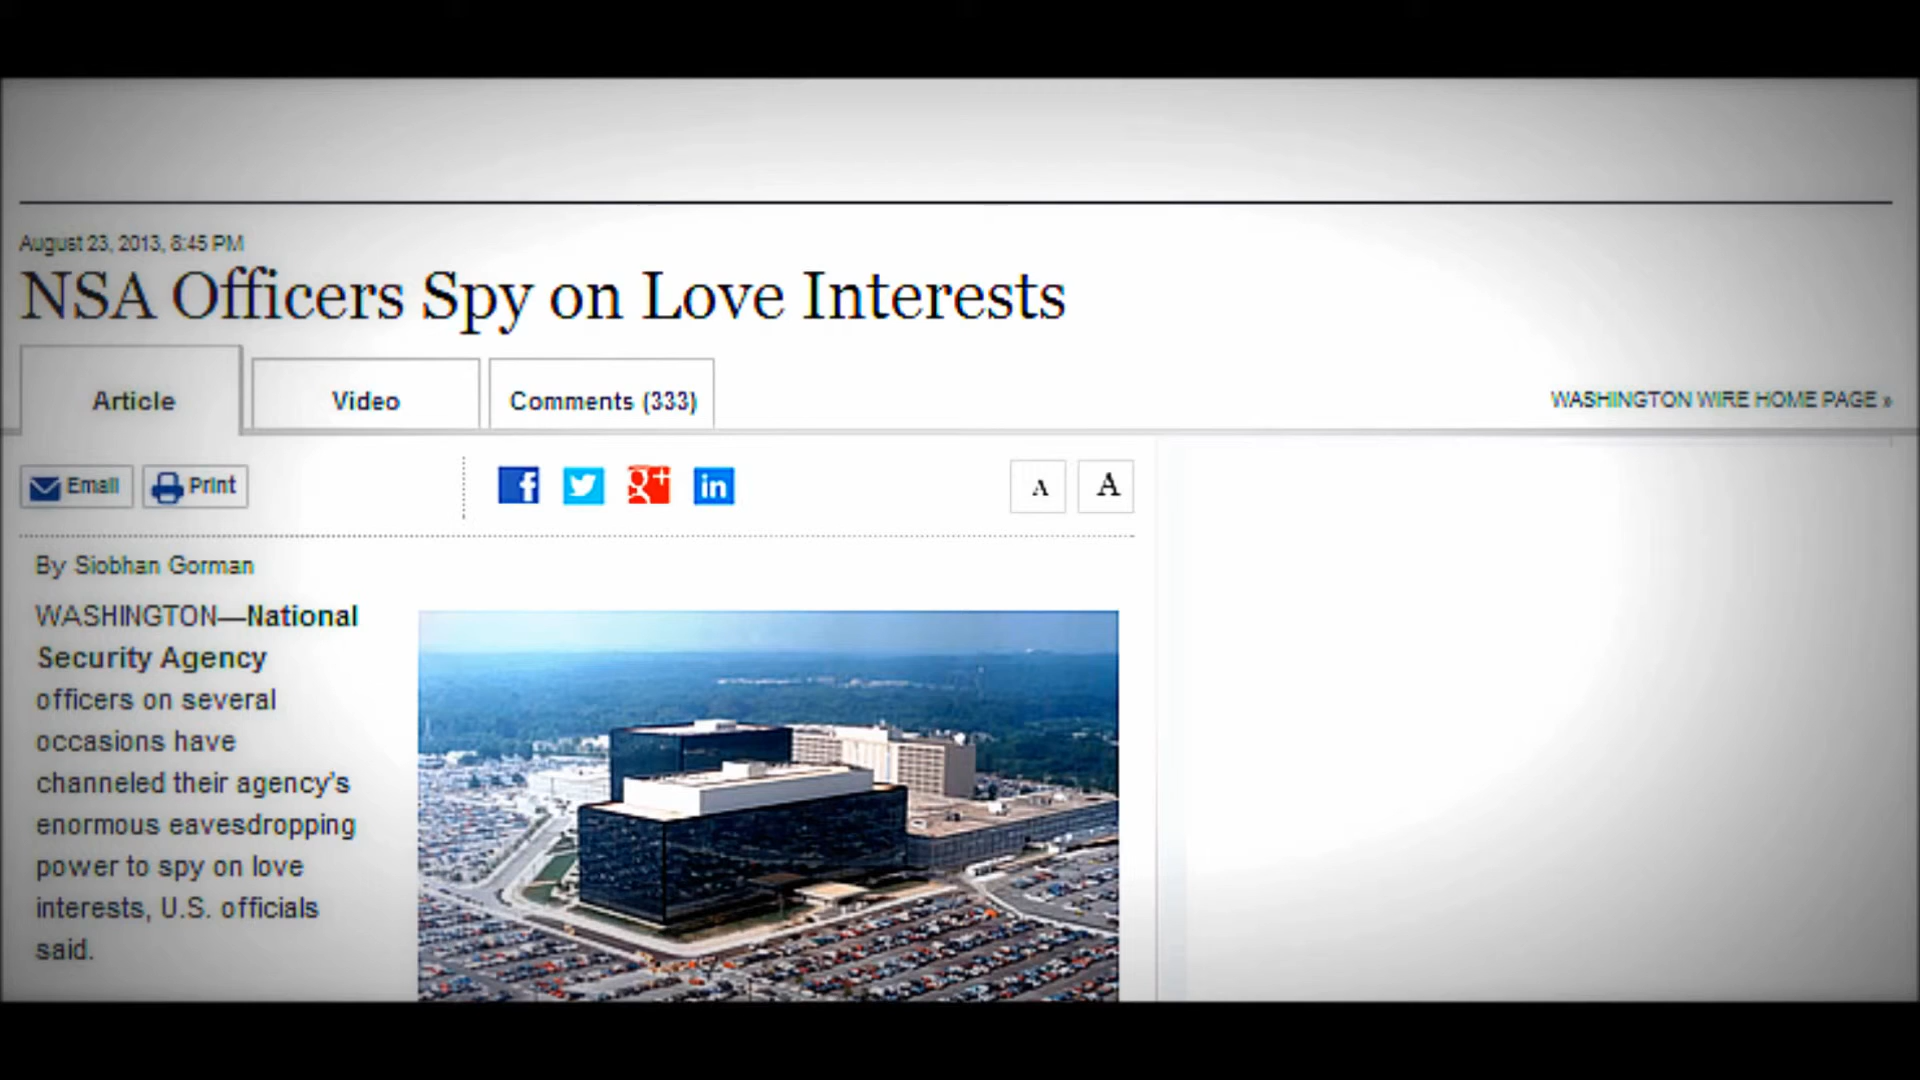 August 23, 2013, 8:45 PM
NSA Officers Spy on Love Interests
Article
Video
Comments (333)
WASHINGTON WIRE HOME PAGE »
Email
Print
f
g+
in
A
A
By Siobhan Gorman
WASHINGTON—National
Security Agency
officers on several
occasions have
channeled their agency's
enormous eavesdropping
power to spy on love
interests, U.S. officials
said.